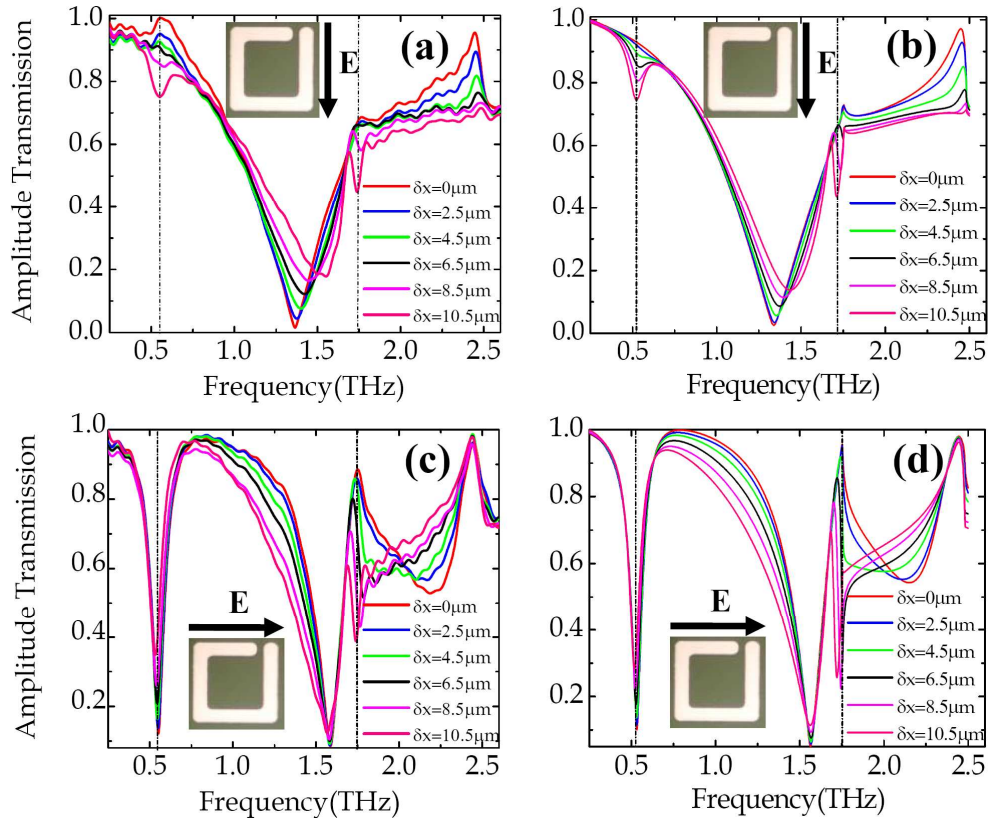 (a)
E
Amplitude Transmission
1.0
0.8
0.6
0.4
0.2
0.0
δx=0µm
δx=2.5µm
δx=4.5µm
δx=6.5µm
δx=8.5µm
δx=10.5µm
0.5 1.0 1.5 2.0 2.5
Frequency(THz)
(b)
E
1.0
0.8
0.6
0.4
0.2
0.0
δx=0µm
δx=2.5µm
δx=4.5µm
δx=6.5µm
δx=8.5µm
δx=10.5µm
0.5 1.0 1.5 2.0 2.5
Frequency(THz)
(c)
E
Amplitude Transmission
1.0
0.8
0.6
0.4
0.2
δx=0µm
δx=2.5µm
δx=4.5µm
δx=6.5µm
δx=8.5µm
δx=10.5µm
0.5 1.0 1.5 2.0 2.5
Frequency(THz)
(d)
E
1.0
0.8
0.6
0.4
0.2
δx=0µm
δx=2.5µm
δx=4.5µm
δx=6.5µm
δx=8.5µm
δx=10.5µm
0.5 1.0 1.5 2.0 2.5
Frequency(THz)